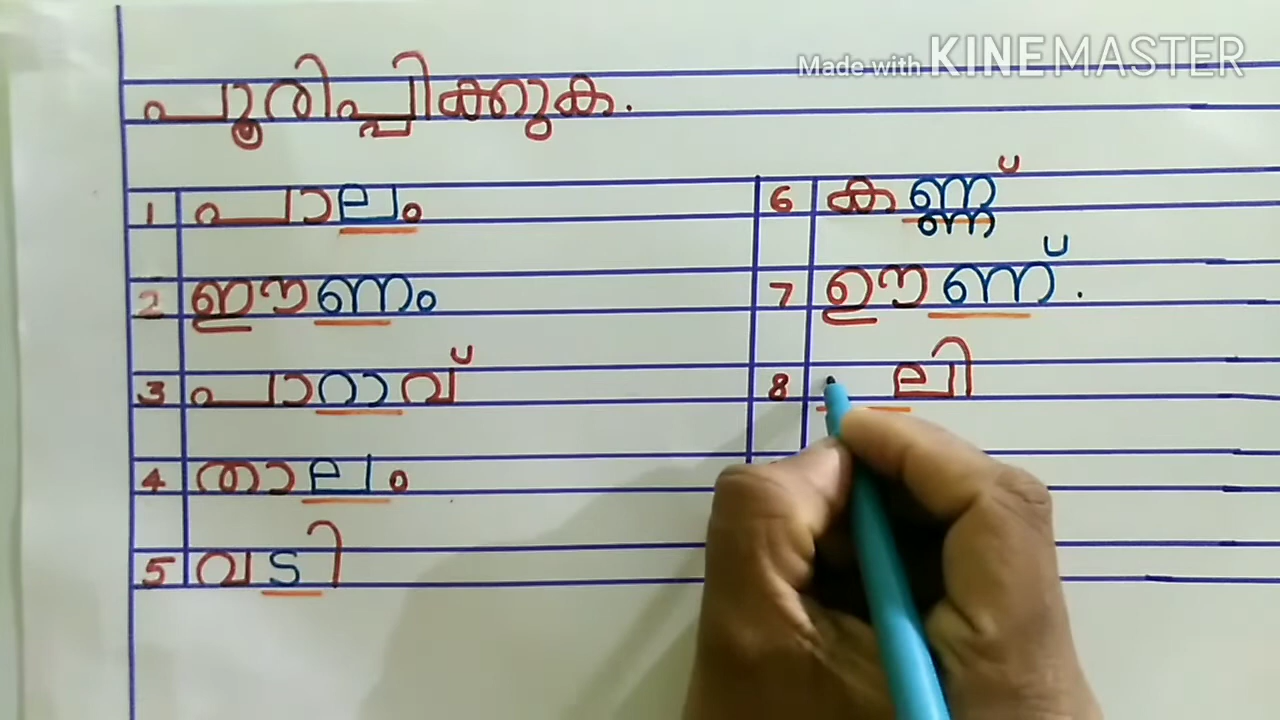 Made with KINEMASTER
പൂരിപ്പിക്കുക.
1 പാലം
2 ഈണം
3 പാറാവ്
4 താലം
5 വടി
6 കണ്ണ്
7 ഊണ്.
8 ലി